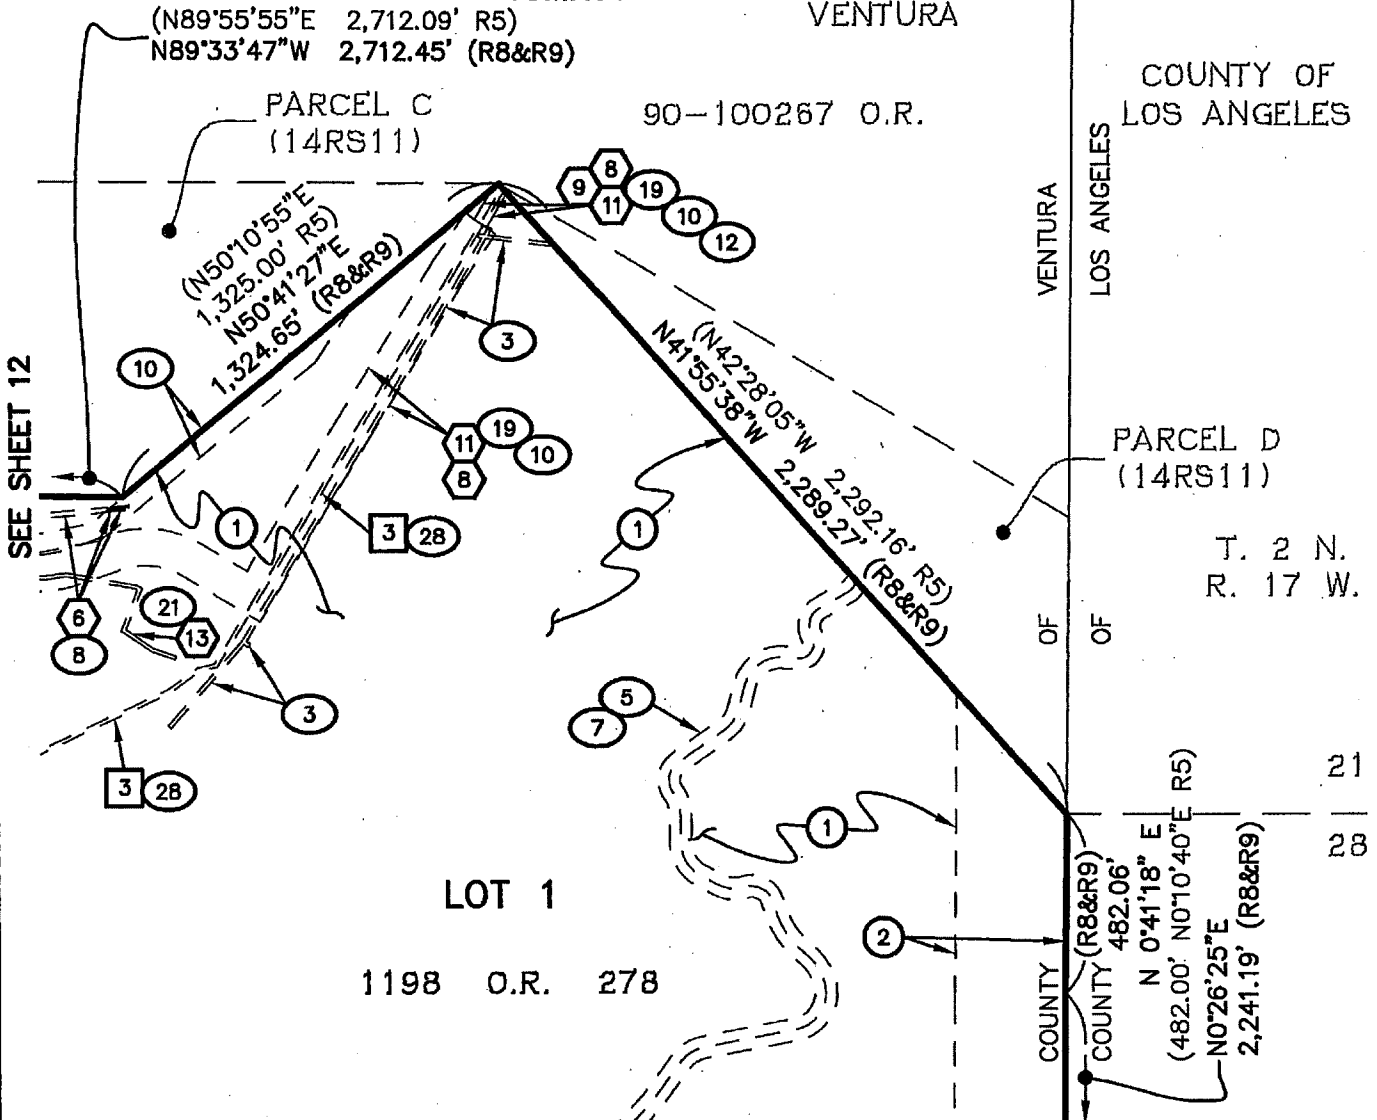 (N89°55'55"E 2,712.09' R5)
N89°33'47"W 2,712.45' (R8&R9)
VENTURA
COUNTY OF
LOS ANGELES
PARCEL C
(14RS11)
90-100267 O.R.
8
9
19
11
10
12
VENTURA
LOS ANGELES
(N50°10'55"E
1,325.00' R5)
N50°41'27"E
1,324.65' (R8&R9)
3
10
SEE SHEET 12
(N42°28'05"W 2,292.16' R5)
N41°55'38"W 2,289.27' (R8&R9)
11
19
10
8
PARCEL D
(14RS11)
1
3
28
1
T. 2 N.
R. 17 W.
21
6
13
8
OF
OF
3
5
7
3
28
21
1
28
LOT 1
2
1198 O.R. 278
COUNTY
COUNTY
(R8&R9)
482.06'
N 0°41'18" E
(482.00' N0°10'40"E R5)
N0°26'25"E
2,241.19' (R8&R9)